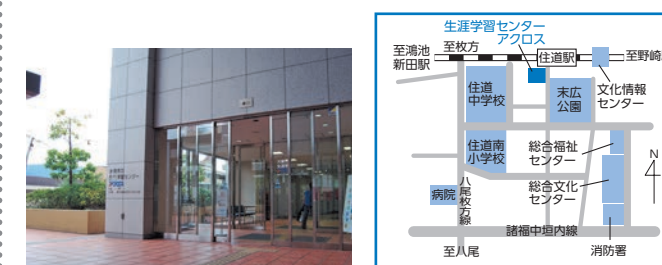 生涯学習センター
アクロス
至鴻池
新田駅
至枚方
住道駅
至野崎
住道
中学校
末広
公園
文化情報
センター
住道南
小学校
総合福祉
センター
N
病院
八尾枚方線
総合文化
センター
諸福中垣内線
至八尾
消防署